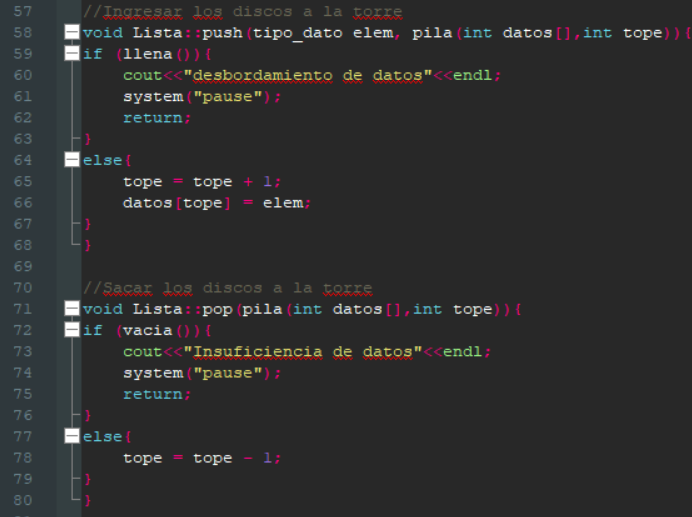 57 //Ingresar los discos a la torre
58 void Lista::push(tipo_dato elem, pila(int datos[],int tope)){
59 if (llena()){
60 cout<<"desbordamiento de datos"<<endl;
61 system("pause");
62 return;
63 }
64 else{
65 tope = tope + 1;
66 datos[tope] = elem;
67 }
68 }
69
70 //Sacar los discos a la torre
71 void Lista::pop(pila(int datos[],int tope)){
72 if (vacia()){
73 cout<<"Insuficiencia de datos"<<endl;
74 system("pause");
75 return;
76 }
77 else{
78 tope = tope - 1;
79 }
80 }